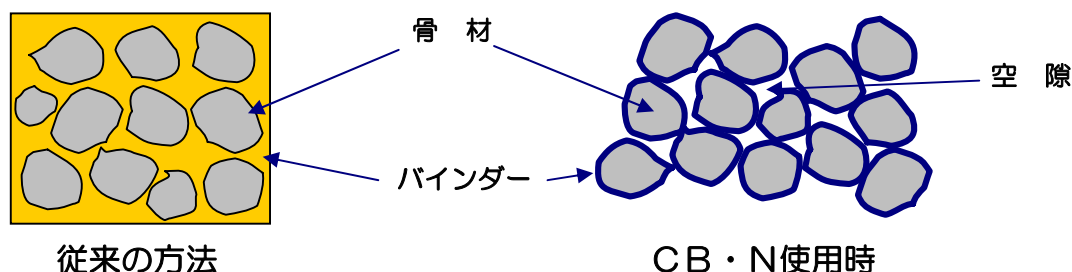 骨　材
空　隙
バインダー
従来の方法
ＣＢ・Ｎ使用時